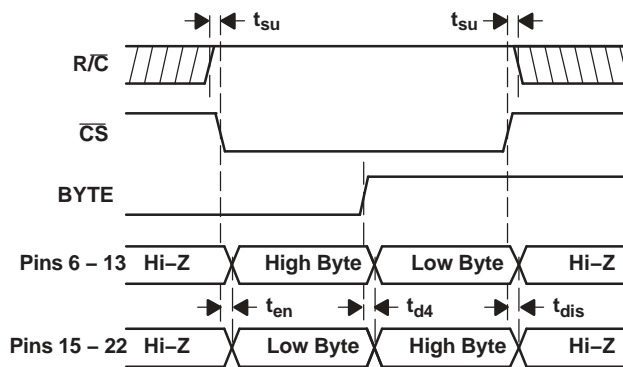 tsu tsu
R/C̅
C̅S̅
BYTE
Pins 6 – 13 Hi–Z High Byte Low Byte Hi–Z
ten td4 tdis
Pins 15 – 22 Hi–Z Low Byte High Byte Hi–Z